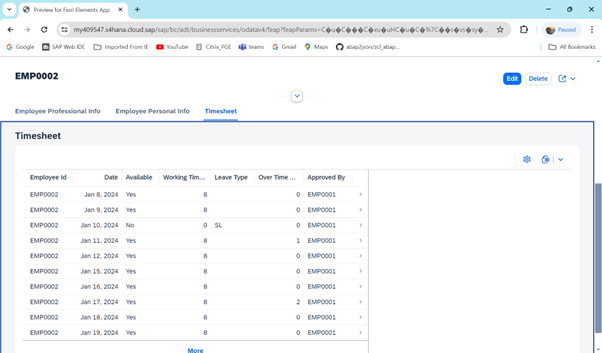 Preview for Fiori Elements App
my409547.s4hana.cloud.sap/sap/bc/adt/businessservices/odatav4/feap?feapParams=C�u�C���C�xu�uHC�u�C�%7C��s�vs�sy�...
Paused
Google SAP Web IDE Imported From IE YouTube Citrix_PGE teams Gmail Maps abap2json/zcl_abap... All Bookmarks
EMP0002
Edit Delete
Employee Professional Info Employee Personal Info Timesheet
Timesheet
Employee Id Date Available Working Tim... Leave Type Over Time ... Approved By
EMP0002 Jan 8, 2024 Yes 8 0 EMP0001
EMP0002 Jan 9, 2024 Yes 8 0 EMP0001
EMP0002 Jan 10, 2024 No 0 SL 0 EMP0001
EMP0002 Jan 11, 2024 Yes 8 1 EMP0001
EMP0002 Jan 12, 2024 Yes 8 0 EMP0001
EMP0002 Jan 15, 2024 Yes 8 0 EMP0001
EMP0002 Jan 16, 2024 Yes 8 0 EMP0001
EMP0002 Jan 17, 2024 Yes 8 2 EMP0001
EMP0002 Jan 18, 2024 Yes 8 0 EMP0001
EMP0002 Jan 19, 2024 Yes 8 0 EMP0001
More